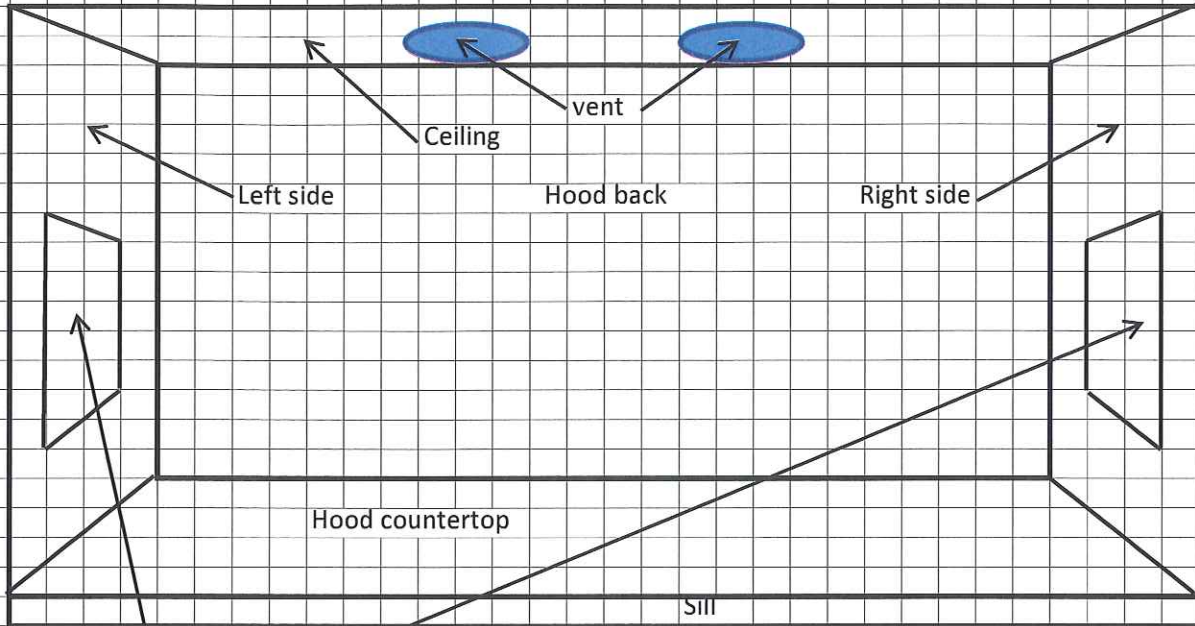 vent
Ceiling
Left side
Hood back
Right side
Hood countertop
Sill